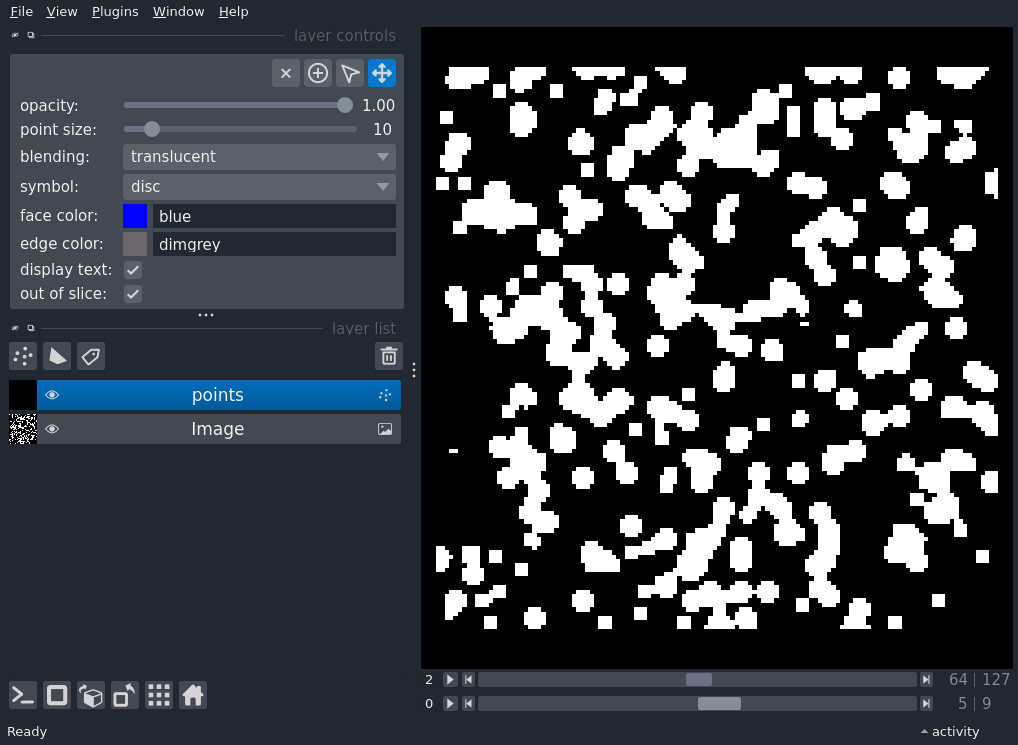 File View Plugins Window Help
layer controls
opacity: 1.00
point size: 10
blending: translucent
symbol: disc
face color: blue
edge color: dimgrey
display text:
out of slice:
layer list
points
Image
2 64 | 127
0 5 | 9
Ready activity